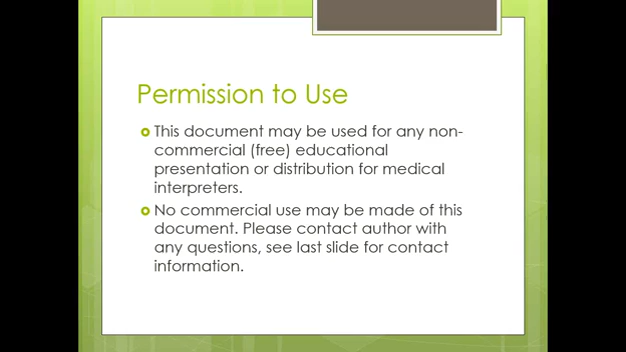 Permission to Use
This document may be used for any non-
commercial (free) educational
presentation or distribution for medical
interpreters.
No commercial use may be made of this
document. Please contact author with
any questions, see last slide for contact
information.